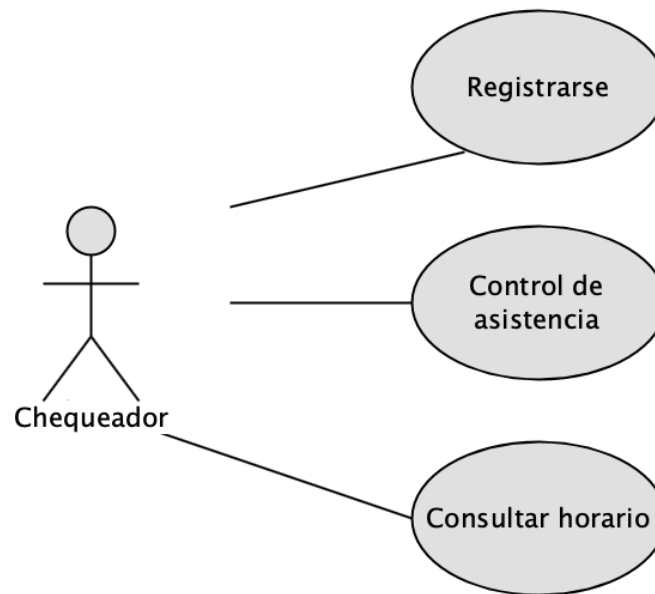 Registrarse
Control de
asistencia
Chequeador
Consultar horario